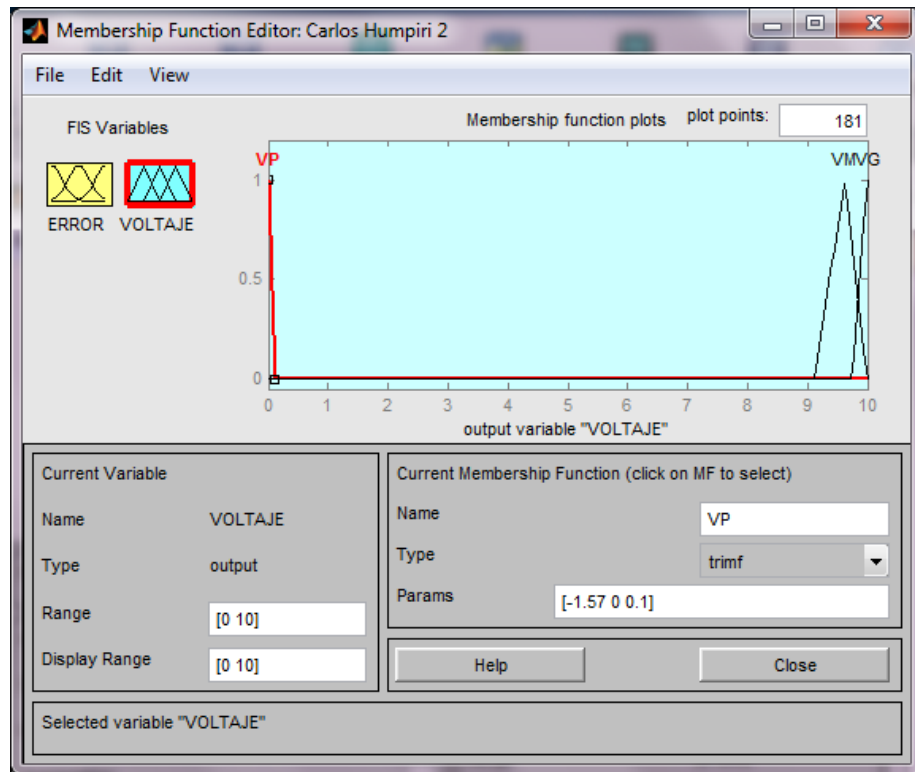 Membership Function Editor: Carlos Humpiri 2
File Edit View
FIS Variables
ERROR VOLTAJE
Membership function plots plot points: 181
VP VM VG
1
0.5
0
0 1 2 3 4 5 6 7 8 9 10
output variable "VOLTAJE"
Current Variable
Name VOLTAJE
Type output
Range [0 10]
Display Range [0 10]
Current Membership Function (click on MF to select)
Name VP
Type trimf
Params [-1.57 0 0.1]
Help Close
Selected variable "VOLTAJE"